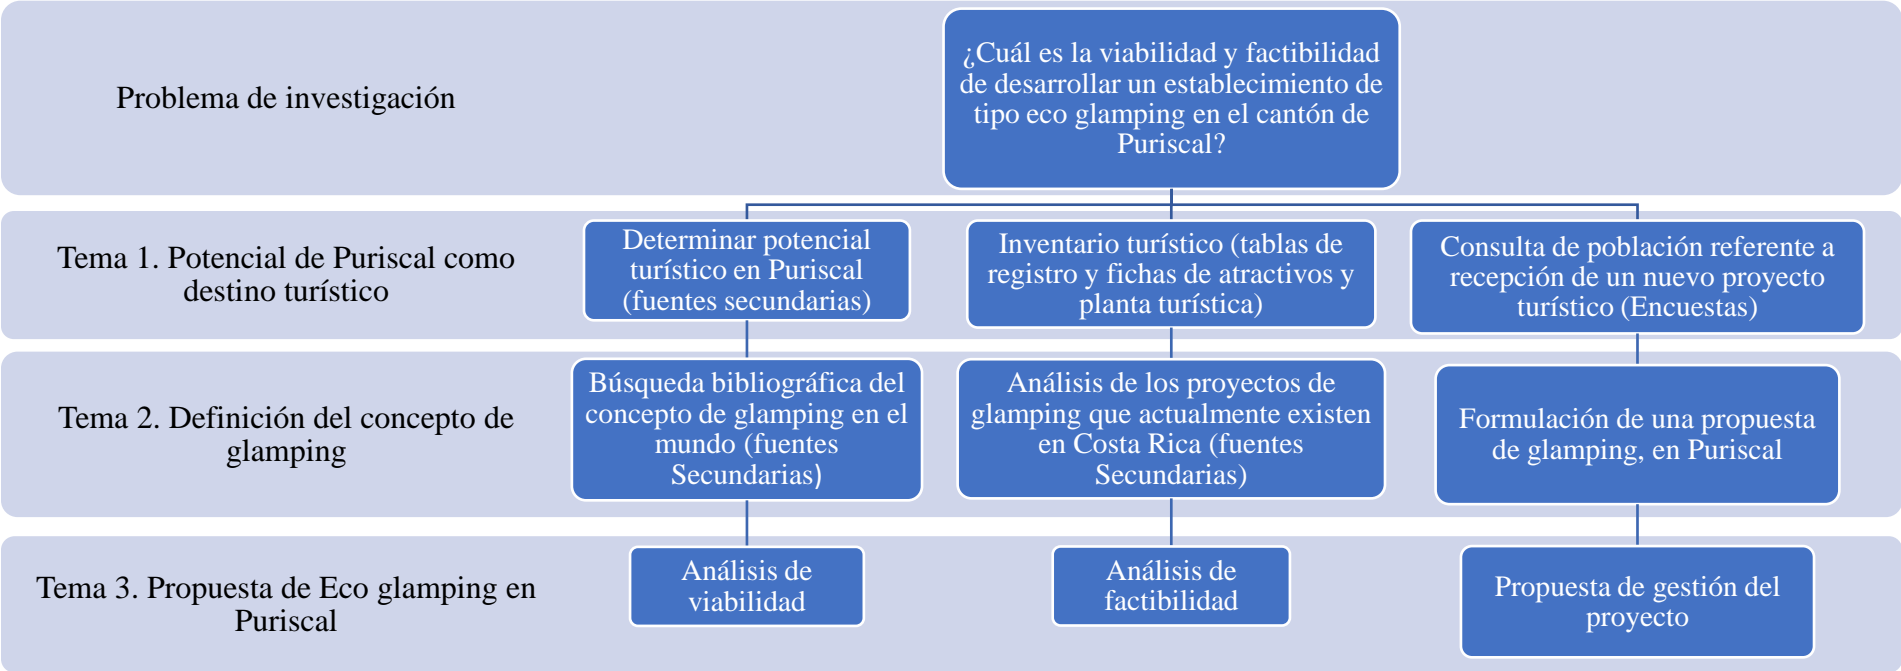 Problema de investigación
¿Cuál es la viabilidad y factibilidad
de desarrollar un establecimiento de
tipo eco glamping en el cantón de
Puriscal?
Tema 1. Potencial de Puriscal como
destino turístico
Determinar potencial
turístico en Puriscal
(fuentes secundarias)
Inventario turístico (tablas de
registro y fichas de atractivos y
planta turística)
Consulta de población referente a
recepción de un nuevo proyecto
turístico (Encuestas)
Tema 2. Definición del concepto de
glamping
Búsqueda bibliográfica del
concepto de glamping en el
mundo (fuentes
Secundarias)
Análisis de los proyectos de
glamping que actualmente existen
en Costa Rica (fuentes
Secundarias)
Formulación de una propuesta
de glamping, en Puriscal
Tema 3. Propuesta de Eco glamping en
Puriscal
Análisis de
viabilidad
Análisis de
factibilidad
Propuesta de gestión del
proyecto